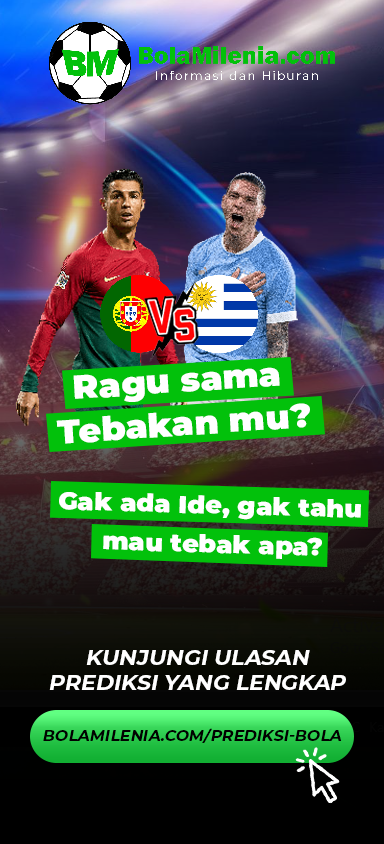 BM
BolaMilenia.com
Informasi dan Hiburan
VS
Ragu sama
Tebakan mu?
Gak ada Ide, gak tahu
mau tebak apa?
KUNJUNGI ULASAN
PREDIKSI YANG LENGKAP
BOLAMILENIA.COM/PREDIKSI-BOLA